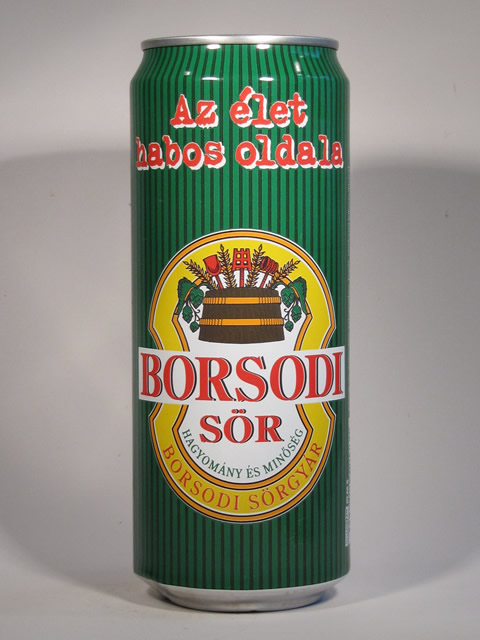 Az élet
habos oldala
BORSODI
SÖR
HAGYOMÁNY ÉS MINŐSÉG
BORSODI SÖRGYÁR